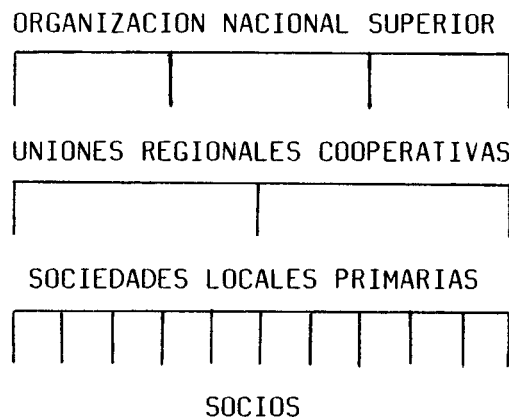 ORGANIZACION NACIONAL SUPERIOR
UNIONES REGIONALES COOPERATIVAS
SOCIEDADES LOCALES PRIMARIAS
SOCIOS